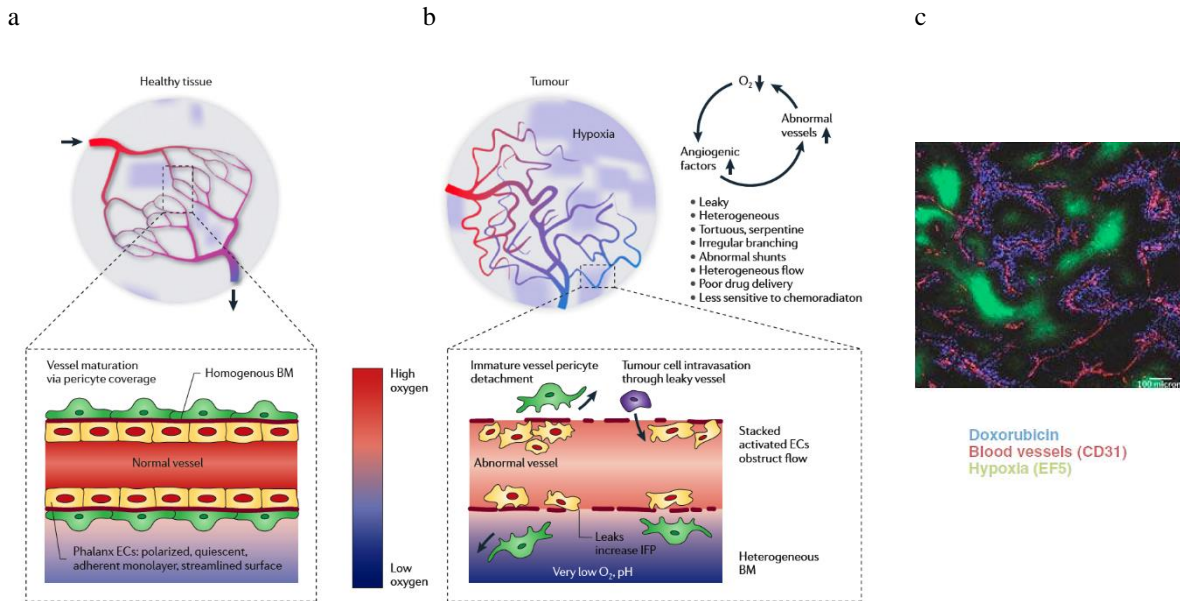 a
b
c
Healthy tissue
Tumour
Hypoxia
O2
Abnormal
vessels
Angiogenic
factors
• Leaky
• Heterogeneous
• Tortuous, serpentine
• Irregular branching
• Abnormal shunts
• Heterogeneous flow
• Poor drug delivery
• Less sensitive to chemoradiaton
Vessel maturation
via pericyte coverage
Homogenous BM
Normal vessel
Phalanx ECs: polarized, quiescent,
adherent monolayer, streamlined surface
High
oxygen
Low
oxygen
Immature vessel pericyte
detachment
Tumour cell intravasation
through leaky vessel
Stacked
activated ECs
obstruct flow
Abnormal vessel
Leaks
increase IFP
Heterogeneous
BM
Very low O2, pH
100 micron
Doxorubicin
Blood vessels (CD31)
Hypoxia (EF5)